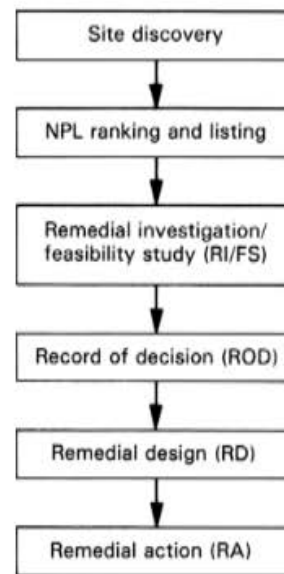 Site discovery
NPL ranking and listing
Remedial investigation/
feasibility study (RI/FS)
Record of decision (ROD)
Remedial design (RD)
Remedial action (RA)